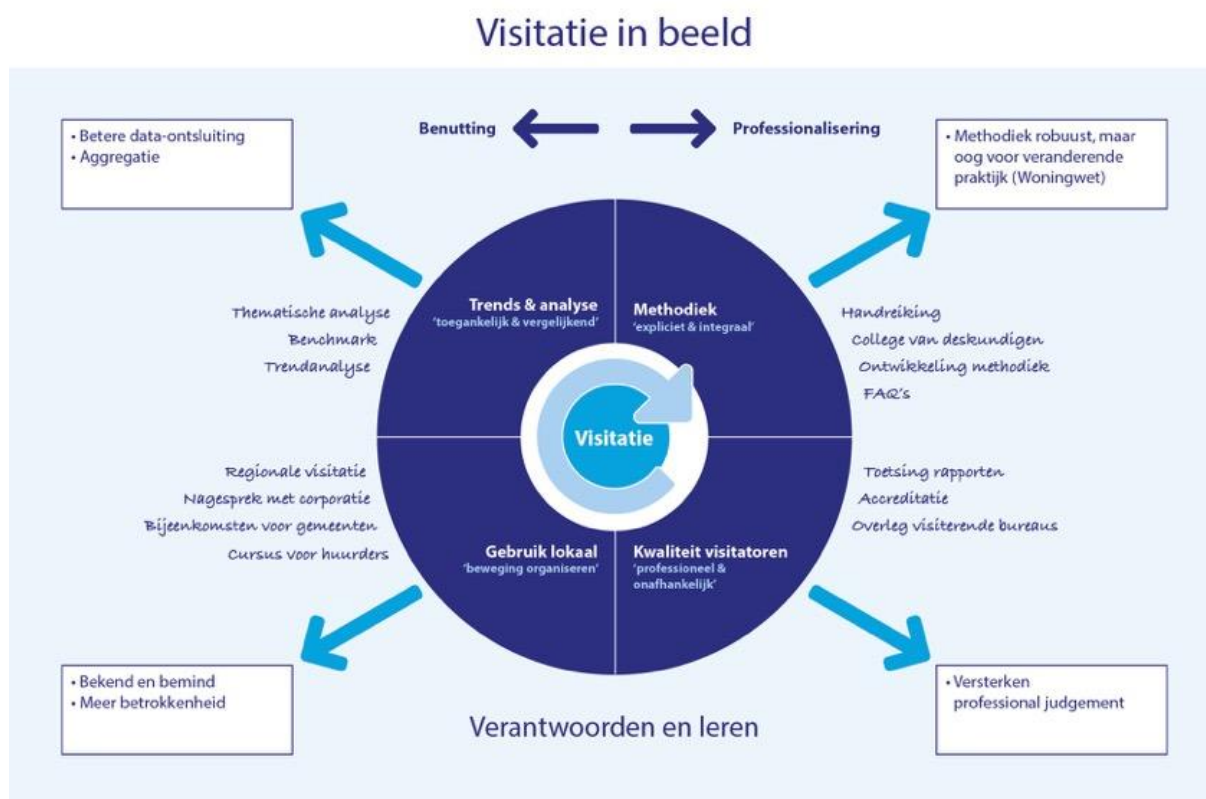 Visitatie in beeld
• Betere data-ontsluiting
• Aggregatie
Benutting
Professionalisering
• Methodiek robuust, maar
oog voor veranderende
praktijk (Woningwet)
Trends & analyse
'toegankelijk & vergelijkend'
Methodiek
'expliciet & integraal'
Thematische analyse
Benchmark
Trendanalyse
Handreiking
College van deskundigen
Ontwikkeling methodiek
FAQ's
Visitatie
Regionale visitatie
Nagesprek met corporatie
Bijeenkomsten voor gemeenten
Cursus voor huurders
Toetsing rapporten
Accreditatie
Overleg visiterende bureaus
Gebruik lokaal
'beweging organiseren'
Kwaliteit visitatoren
'professioneel &
onafhankelijk'
• Bekend en bemind
• Meer betrokkenheid
Verantwoorden en leren
• Versterken
professional judgement